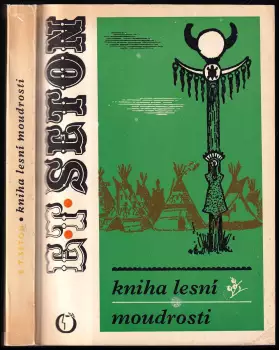 E. T. SETON • kniha lesní moudrosti
E.T. SETON
kniha lesní
moudrosti